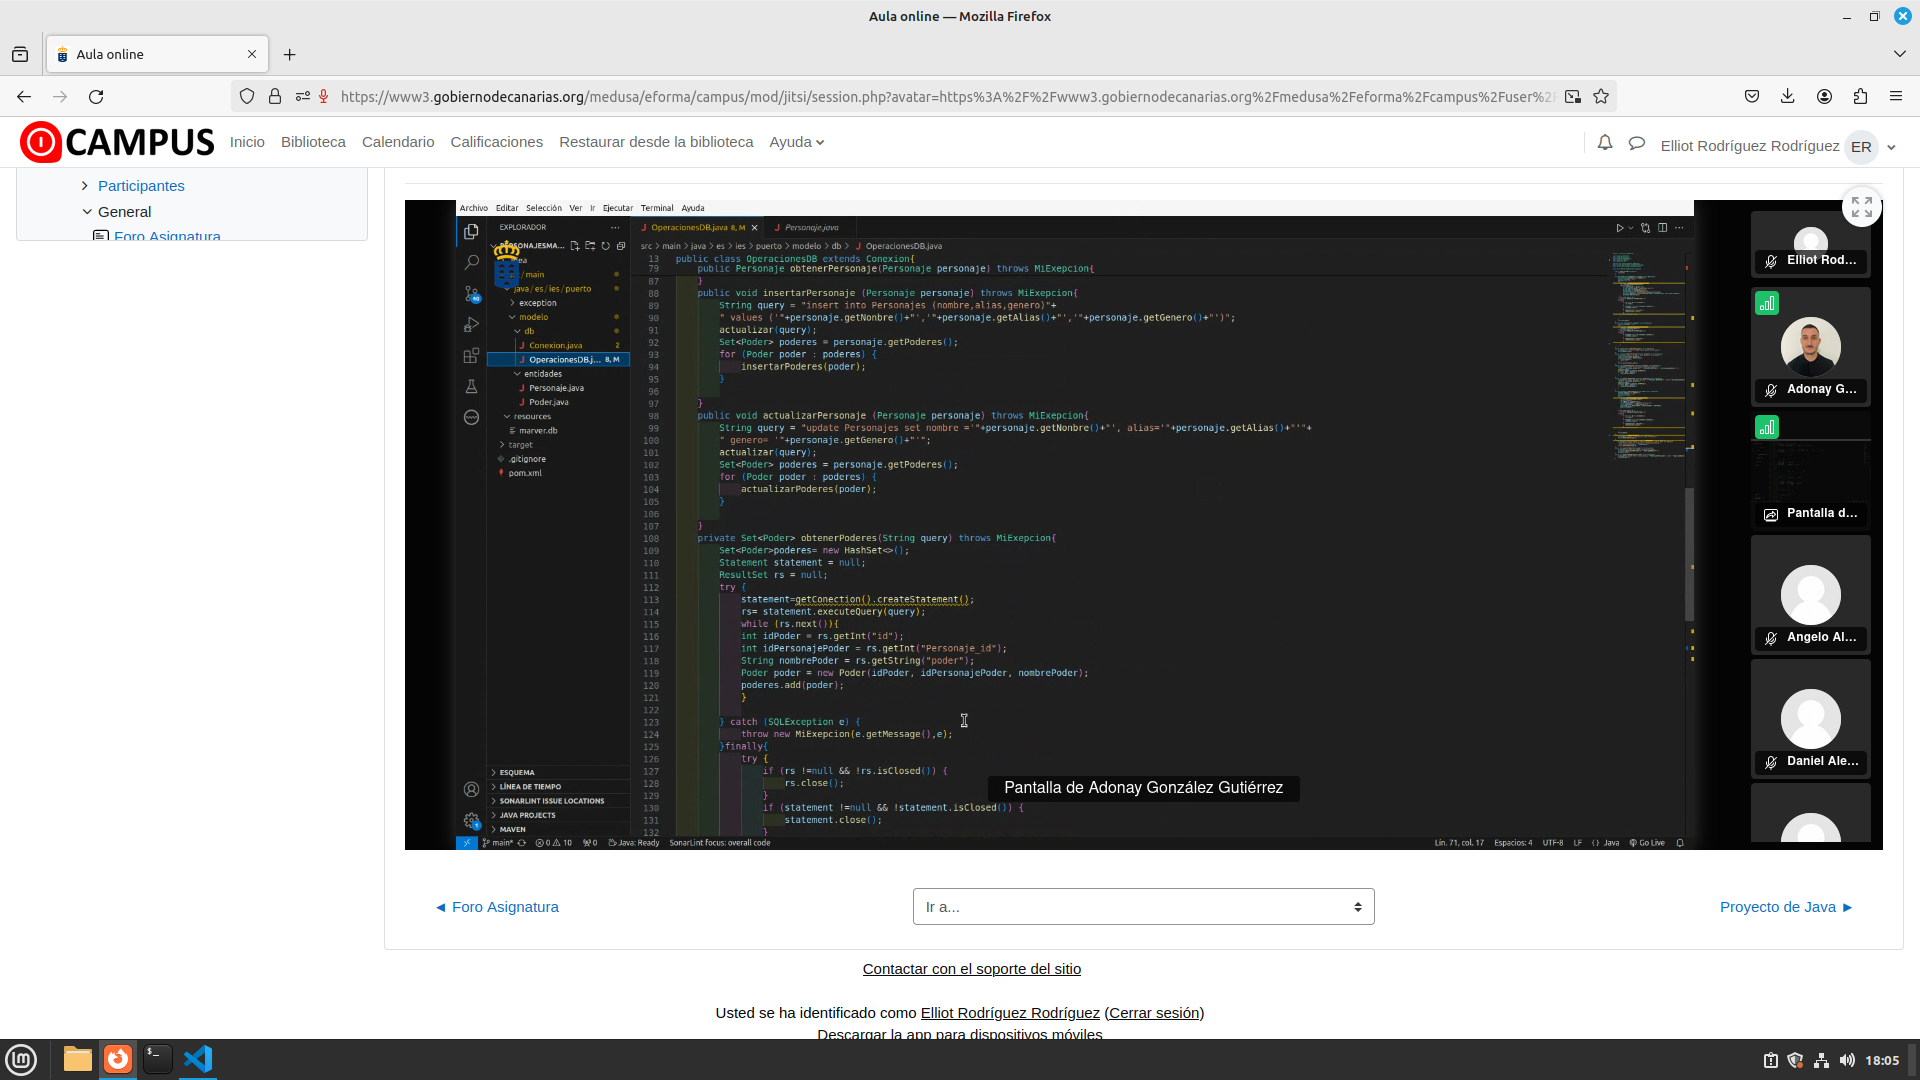 Aula online — Mozilla Firefox
Aula online
https://www3.gobiernodecanarias.org/medusa/eforma/campus/mod/jitsi/session.php?avatar=https%3A%2F%2Fwww3.gobiernodecanarias.org%2Fmedusa%2Feforma%2Fcampus%2Fuser%2F
CAMPUS Inicio Biblioteca Calendario Calificaciones Restaurar desde la biblioteca Ayuda Elliot Rodríguez Rodríguez ER
Participantes
General
Foro Asignatura
Archivo Editar Selección Ver Ir Ejecutar Terminal Ayuda
EXPLORADOR
OperacionesDB.java 8, M
Personaje.java
src > main > java > es > ies > puerto > modelo > db > OperacionesDB.java
main
java/es/ies/puerto
exception
modelo
db
Conexion.java 2
OperacionesDB.j... 8, M
entidades
Personaje.java
Poder.java
resources
marver.db
target
.gitignore
pom.xml
ESQUEMA
LÍNEA DE TIEMPO
SONARLINT ISSUE LOCATIONS
JAVA PROJECTS
MAVEN
13 public class OperacionesDB extends Conexion{
79 public Personaje obtenerPersonaje(Personaje personaje) throws MiExepcion{
87 }
88 public void insertarPersonaje (Personaje personaje) throws MiExepcion{
89 String query = "insert into Personajes (nombre,alias,genero)"+
90 " values ('"+personaje.getNonbre()+"','"+personaje.getAlias()+"','"+personaje.getGenero()+"')";
91 actualizar(query);
92 Set<Poder> poderes = personaje.getPoderes();
93 for (Poder poder : poderes) {
94 insertarPoderes(poder);
95 }
96
97 }
98 public void actualizarPersonaje (Personaje personaje) throws MiExepcion{
99 String query = "update Personajes set nombre ='"+personaje.getNonbre()+"', alias='"+personaje.getAlias()+"'"+
100 " genero= '"+personaje.getGenero()+"'";
101 actualizar(query);
102 Set<Poder> poderes = personaje.getPoderes();
103 for (Poder poder : poderes) {
104 actualizarPoderes(poder);
105 }
106
107 }
108 private Set<Poder> obtenerPoderes(String query) throws MiExepcion{
109 Set<Poder>poderes= new HashSet<>();
110 Statement statement = null;
111 ResultSet rs = null;
112 try {
113 statement=getConection().createStatement();
114 rs= statement.executeQuery(query);
115 while (rs.next()){
116 int idPoder = rs.getInt("id");
117 int idPersonajePoder = rs.getInt("Personaje_id");
118 String nombrePoder = rs.getString("poder");
119 Poder poder = new Poder(idPoder, idPersonajePoder, nombrePoder);
120 poderes.add(poder);
121 }
122
123 } catch (SQLException e) {
124 throw new MiExepcion(e.getMessage(),e);
125 }finally{
126 try {
127 if (rs !=null && !rs.isClosed()) {
128 rs.close();
129 }
130 if (statement !=null && !statement.isClosed()) {
131 statement.close();
132 }
Pantalla de Adonay González Gutiérrez
main* 0 10 0 Java: Ready SonarLint focus: overall code Lín. 71, col. 17 Espacios: 4 UTF-8 LF {} Java Go Live
Elliot Rod...
Adonay G...
Pantalla d...
Angelo Al...
Daniel Ale...
◄ Foro Asignatura
Ir a...
Proyecto de Java ►
Contactar con el soporte del sitio
Usted se ha identificado como Elliot Rodríguez Rodríguez (Cerrar sesión)
Descargar la app para dispositivos móviles
18:05